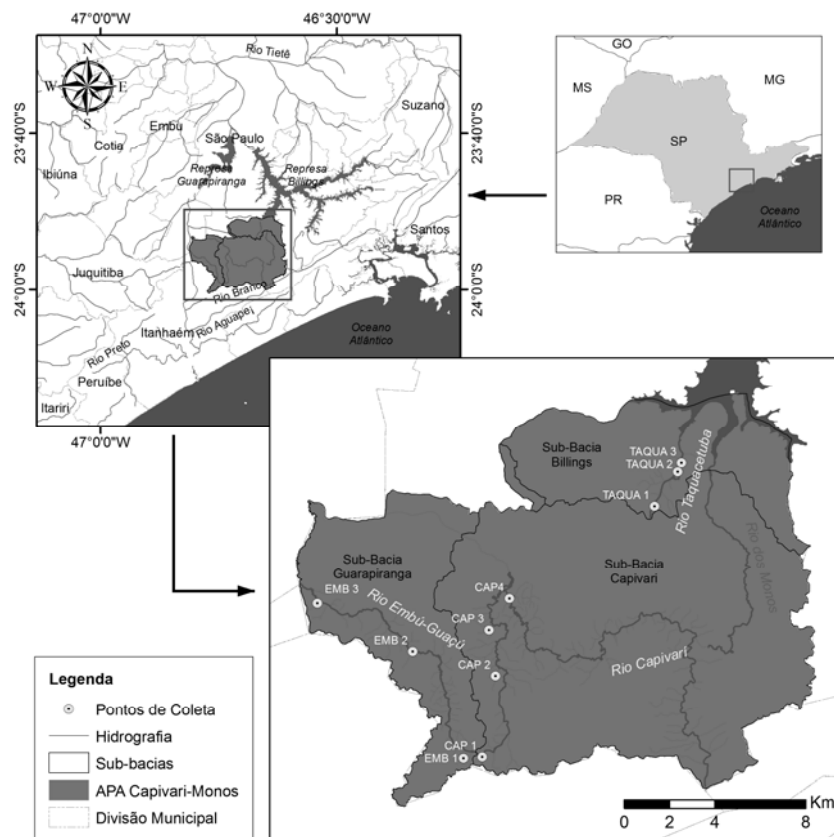 47°0'0"W
46°30'0"S
N
W
E
S
Rio Tietê
Suzano
Embu
São Paulo
Cotia
Represa
Guarapiranga
Represa
Billings
Ibiúna
23°40'0"S
23°40'0"S
Santos
Juquitiba
Rio Branco
24°0'0"S
24°0'0"S
Itanhaém
Rio Aguapeí
Rio Preto
Oceano
Atlântico
Peruíbe
Itariri
47°0'0"W
GO
MS
MG
SP
PR
Oceano
Atlântico
Sub-Bacia
Billings
TAQUA 3
TAQUA 2
TAQUA 1
Rio Taquacetuba
Rio dos Monos
Sub-Bacia
Guarapiranga
Sub-Bacia
Capivari
EMB 3
Rio Embú-Guaçú
CAP4
CAP 3
EMB 2
CAP 2
Rio Capivari
CAP 1
EMB 1
Legenda
Pontos de Coleta
Hidrografia
Sub-bacias
APA Capivari-Monos
Divisão Municipal
0 2 4 8 Km